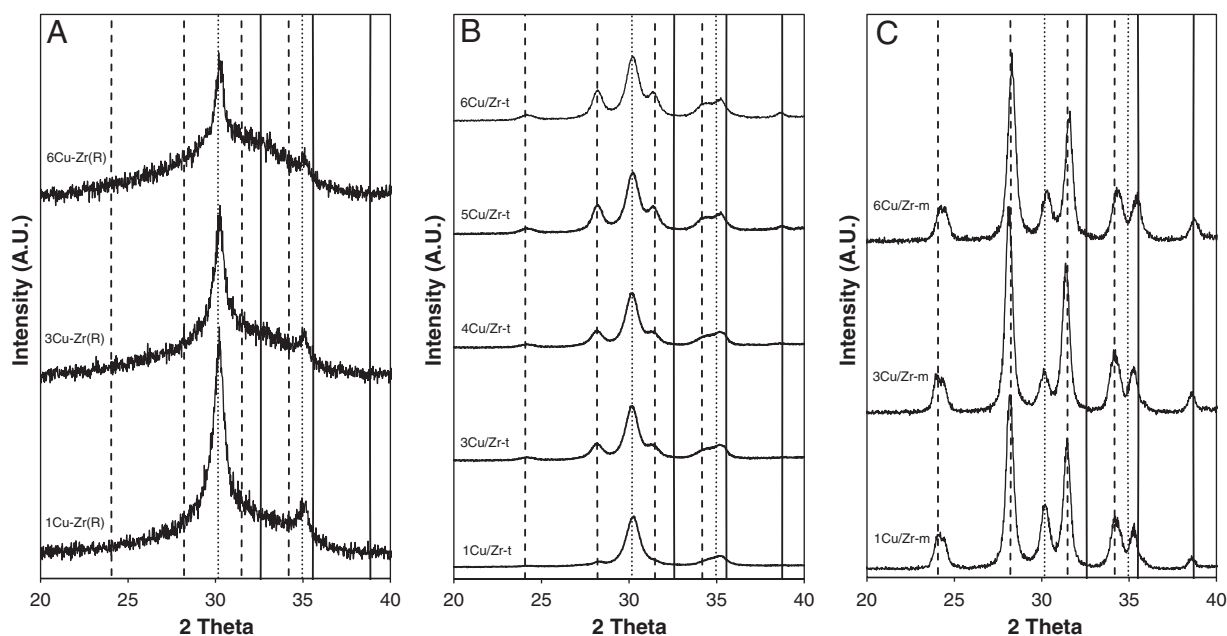 A
6Cu-Zr(R)
3Cu-Zr(R)
1Cu-Zr(R)
Intensity (A.U.)
20 25 30 35 40
2 Theta
B
6Cu/Zr-t
5Cu/Zr-t
4Cu/Zr-t
3Cu/Zr-t
1Cu/Zr-t
Intensity (A.U.)
20 25 30 35 40
2 Theta
C
6Cu/Zr-m
3Cu/Zr-m
1Cu/Zr-m
Intensity (A.U.)
20 25 30 35 40
2 Theta